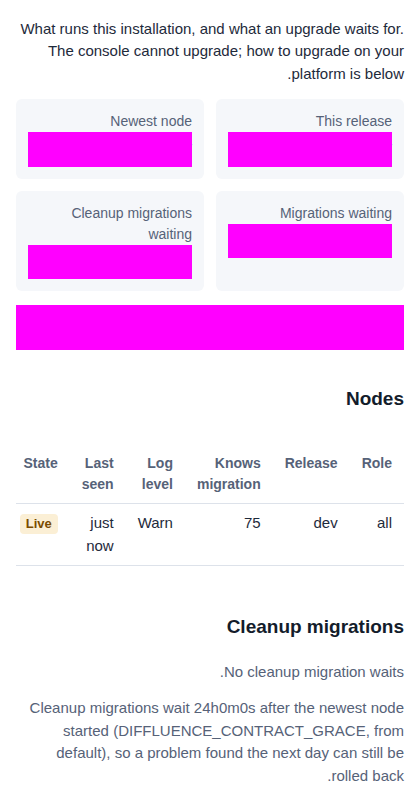 What runs this installation, and what an upgrade waits for.
The console cannot upgrade; how to upgrade on your
platform is below.
This release
Newest node
Migrations waiting
Cleanup migrations
waiting
Nodes
Role
Release
Knows
migration
Log
level
Last
seen
State
all
dev
75
Warn
just
now
Live
Cleanup migrations
No cleanup migration waits.
Cleanup migrations wait 24h0m0s after the newest node
started (DIFFLUENCE_CONTRACT_GRACE, from
default), so a problem found the next day can still be
rolled back.